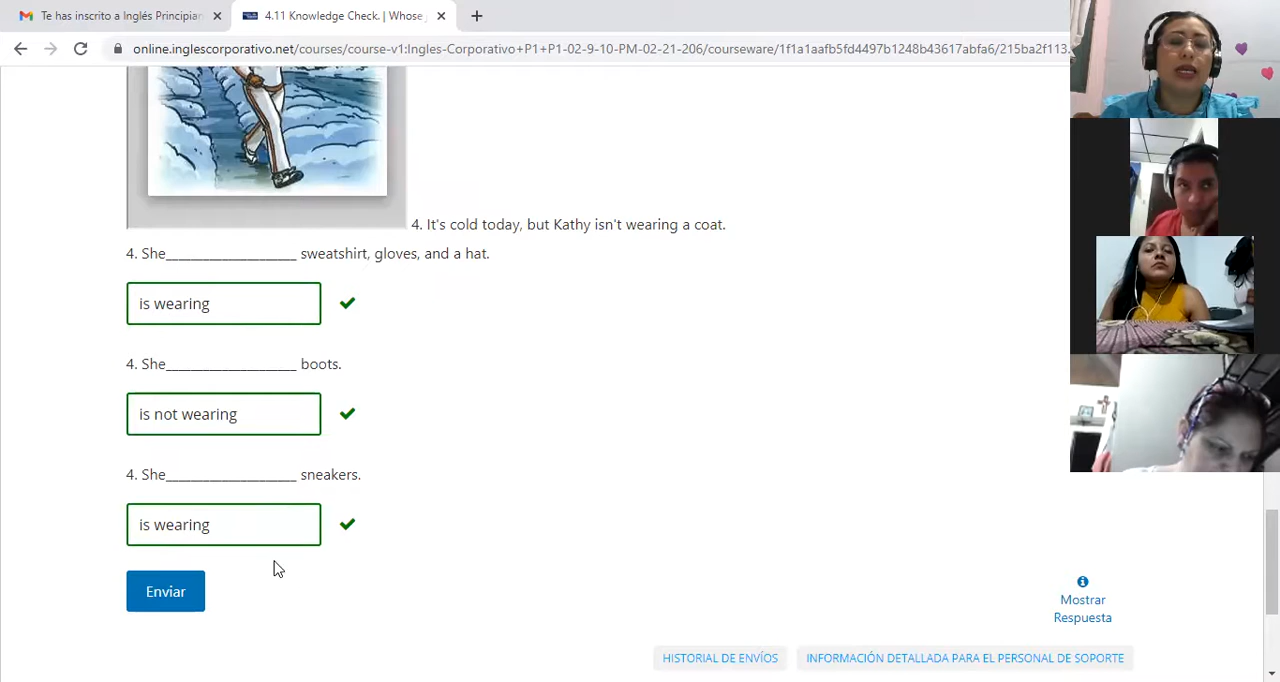 Te has inscrito a Inglés Principian
4.11 Knowledge Check. | Whose
online.inglescorporativo.net/courses/course-v1:Ingles-Corporativo+P1+P1-02-9-10-PM-02-21-206/courseware/1f1a1aafb5fd4497b1248b43617abfa6/215ba2f113.
4. It's cold today, but Kathy isn't wearing a coat.
4. She____________________ sweatshirt, gloves, and a hat.
is wearing
4. She____________________ boots.
is not wearing
4. She____________________ sneakers.
is wearing
Enviar
Mostrar
Respuesta
HISTORIAL DE ENVÍOS
INFORMACIÓN DETALLADA PARA EL PERSONAL DE SOPORTE